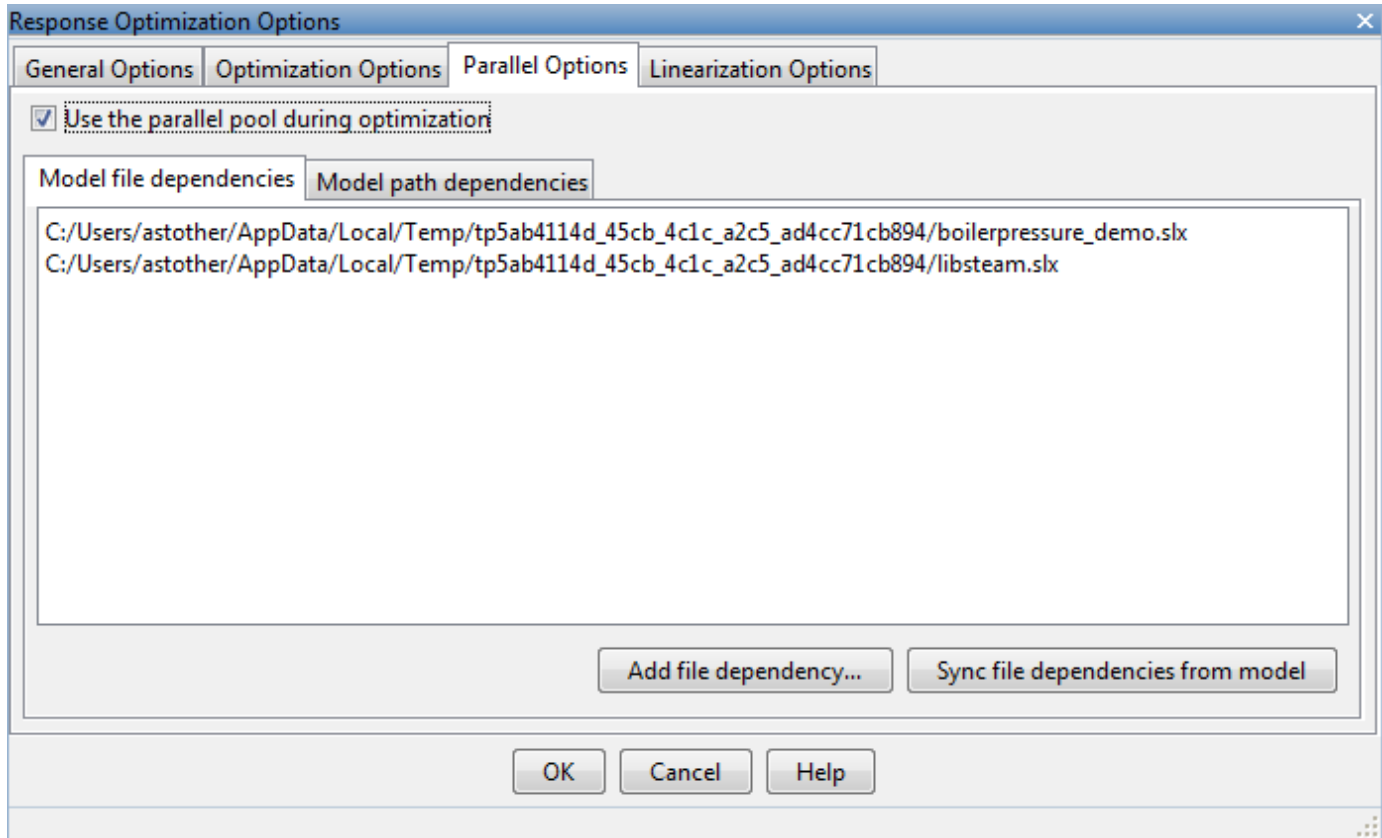 Response Optimization Options
General Options Optimization Options Parallel Options Linearization Options
Use the parallel pool during optimization
Model file dependencies Model path dependencies
C:/Users/astother/AppData/Local/Temp/tp5ab4114d_45cb_4c1c_a2c5_ad4cc71cb894/boilerpressure_demo.slx
C:/Users/astother/AppData/Local/Temp/tp5ab4114d_45cb_4c1c_a2c5_ad4cc71cb894/libsteam.slx
Add file dependency... Sync file dependencies from model
OK Cancel Help